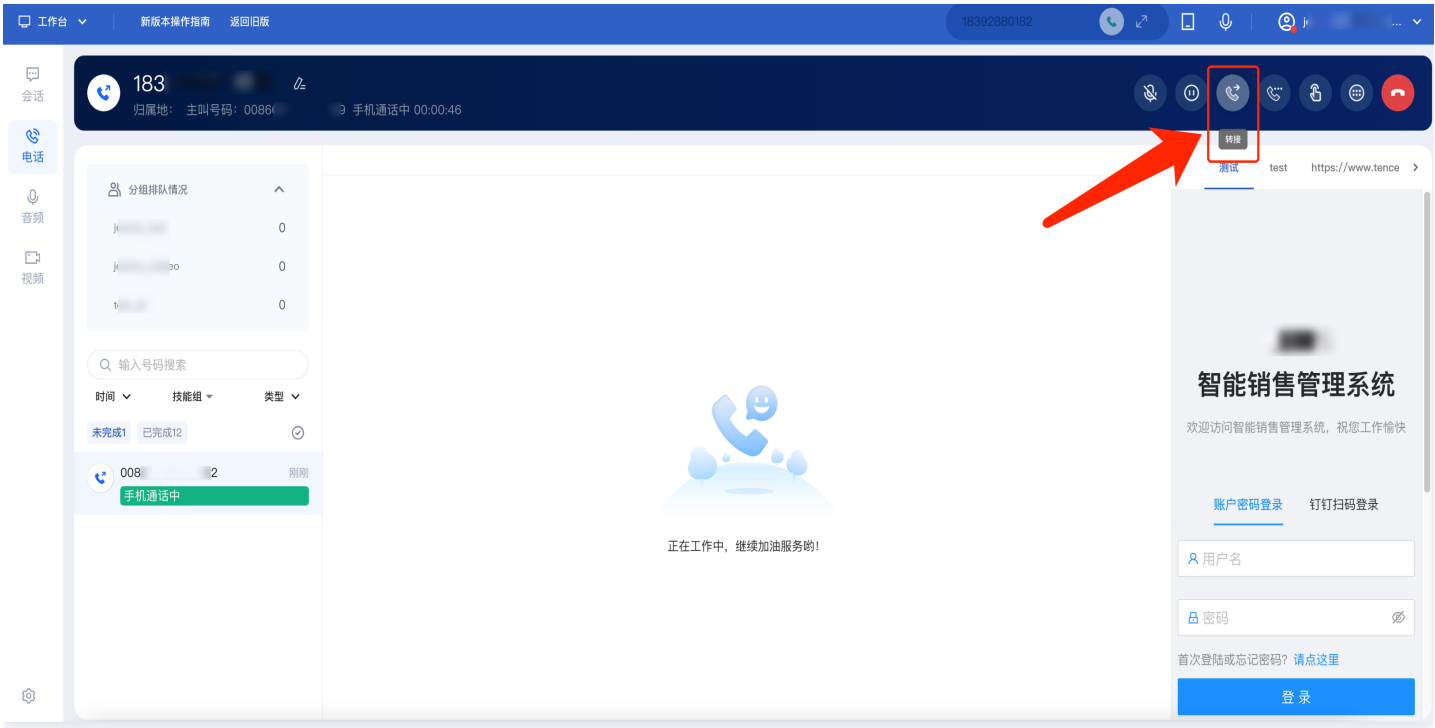 工作台
新版本操作指南
返回旧版
18392880182
...
会话
电话
音频
视频
183
归属地: 主叫号码: 0086 9 手机通话中 00:00:46
转接
测试
test
https://www.tence
分组排队情况
0
eo 0
0
输入号码搜索
时间 技能组 类型
未完成1 已完成12
008 2 刚刚
手机通话中
正在工作中，继续加油服务哟!
智能销售管理系统
欢迎访问智能销售管理系统，祝您工作愉快
账户密码登录
钉钉扫码登录
用户名
密码
首次登陆或忘记密码? 请点这里
登 录